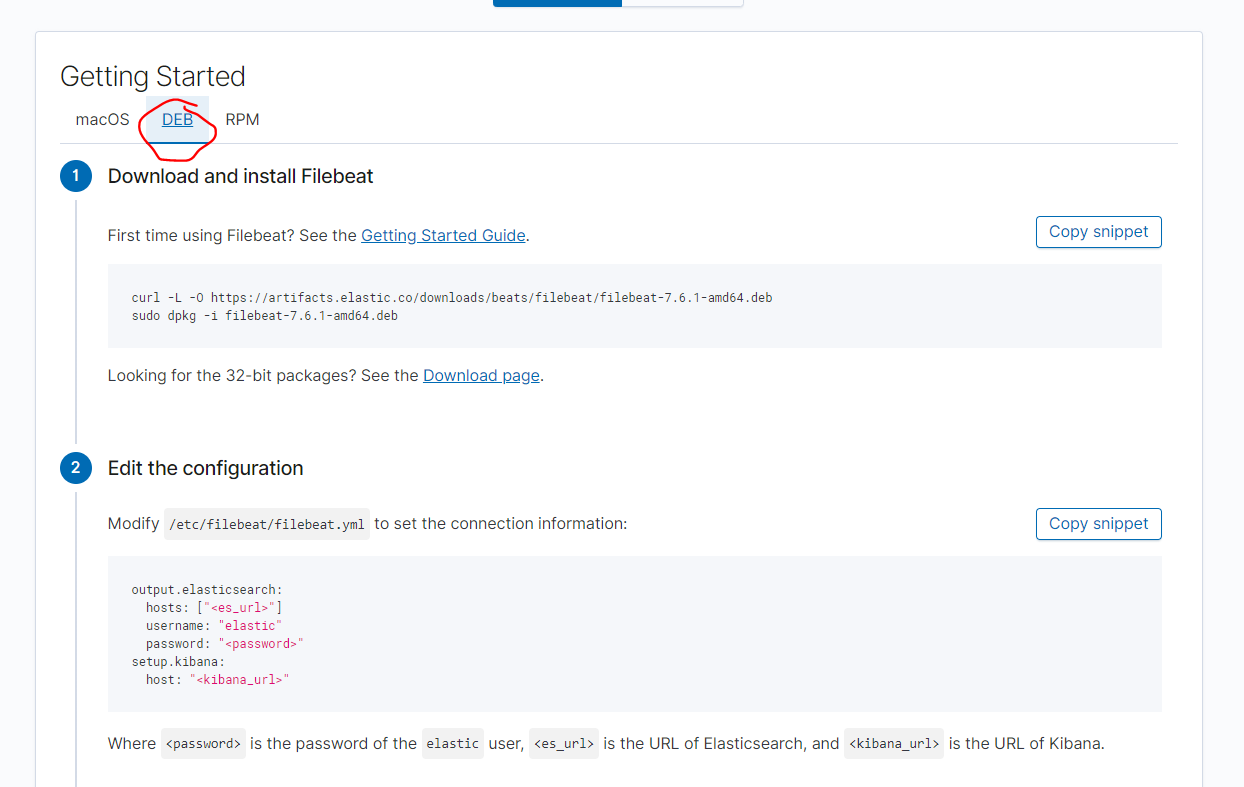 Getting Started
macOS DEB RPM
1 Download and install Filebeat
First time using Filebeat? See the Getting Started Guide.
Copy snippet
curl -L -O https://artifacts.elastic.co/downloads/beats/filebeat/filebeat-7.6.1-amd64.deb
sudo dpkg -i filebeat-7.6.1-amd64.deb
Looking for the 32-bit packages? See the Download page.
2 Edit the configuration
Modify /etc/filebeat/filebeat.yml to set the connection information:
Copy snippet
output.elasticsearch:
  hosts: ["<es_url>"]
  username: "elastic"
  password: "<password>"
setup.kibana:
  host: "<kibana_url>"
Where <password> is the password of the elastic user, <es_url> is the URL of Elasticsearch, and <kibana_url> is the URL of Kibana.